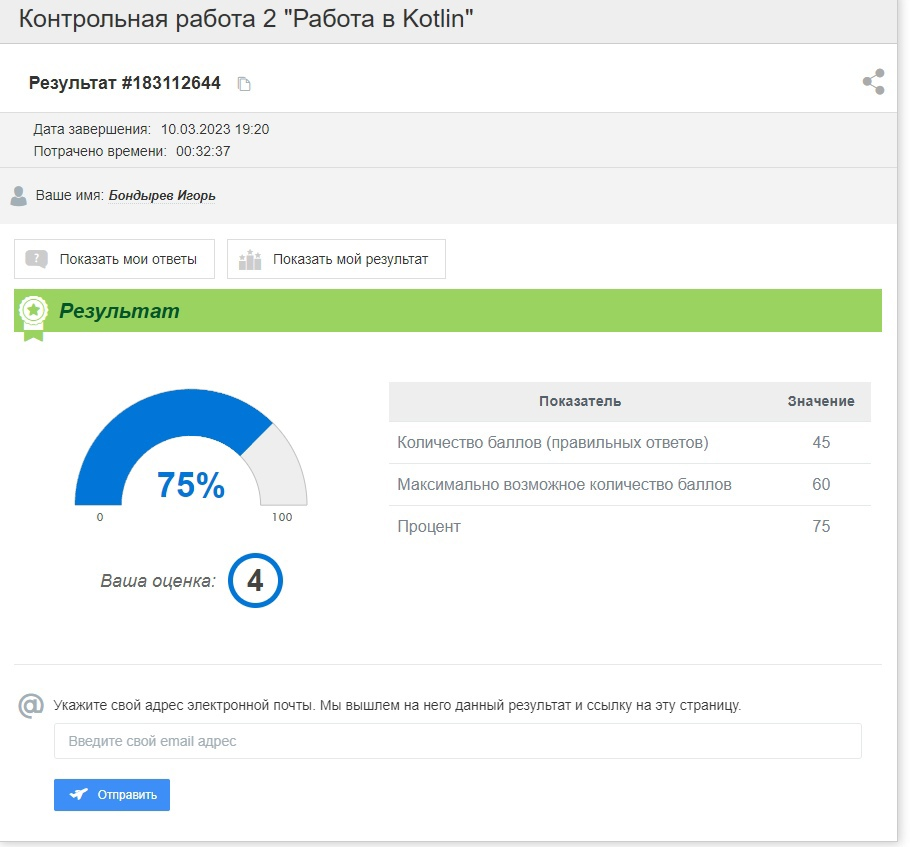 Контрольная работа 2 "Работа в Kotlin"
Результат #183112644
Дата завершения: 10.03.2023 19:20
Потрачено времени: 00:32:37
Ваше имя: Бондырев Игорь
Показать мои ответы
Показать мой результат
Результат
75%
0
100
Ваша оценка: 4
Показатель Значение
Количество баллов (правильных ответов) 45
Максимально возможное количество баллов 60
Процент 75
@ Укажите свой адрес электронной почты. Мы вышлем на него данный результат и ссылку на эту страницу.
Введите свой email адрес
Отправить